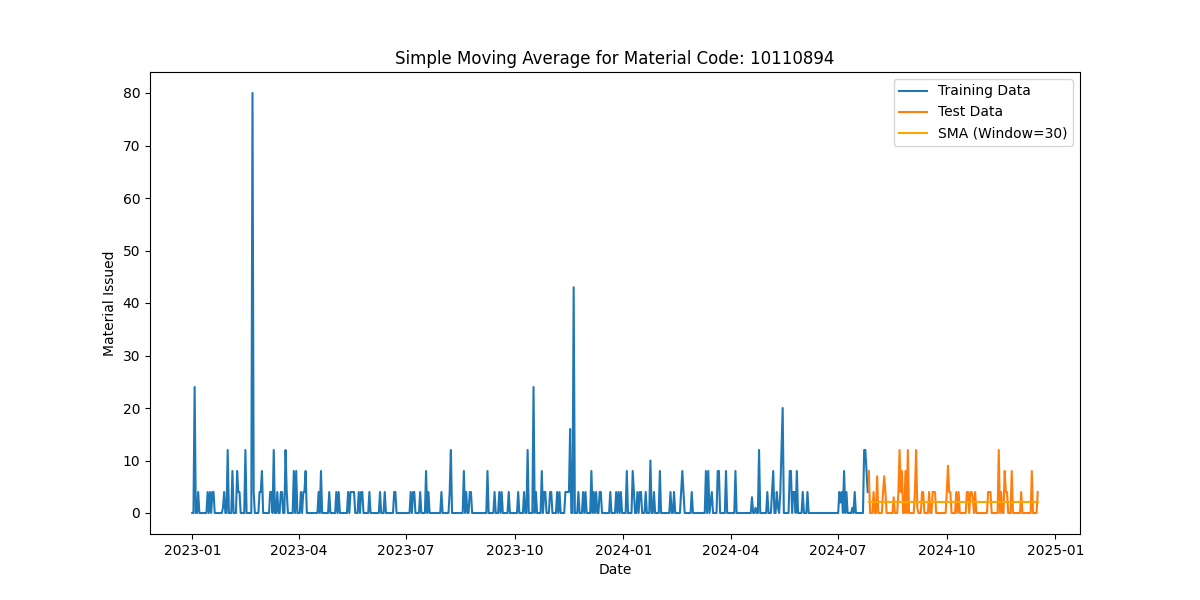 Simple Moving Average for Material Code: 10110894
Training Data
Test Data
SMA (Window=30)
Material Issued
80
70
60
50
40
30
20
10
0
2023-01 2023-04 2023-07 2023-10 2024-01 2024-04 2024-07 2024-10 2025-01
Date